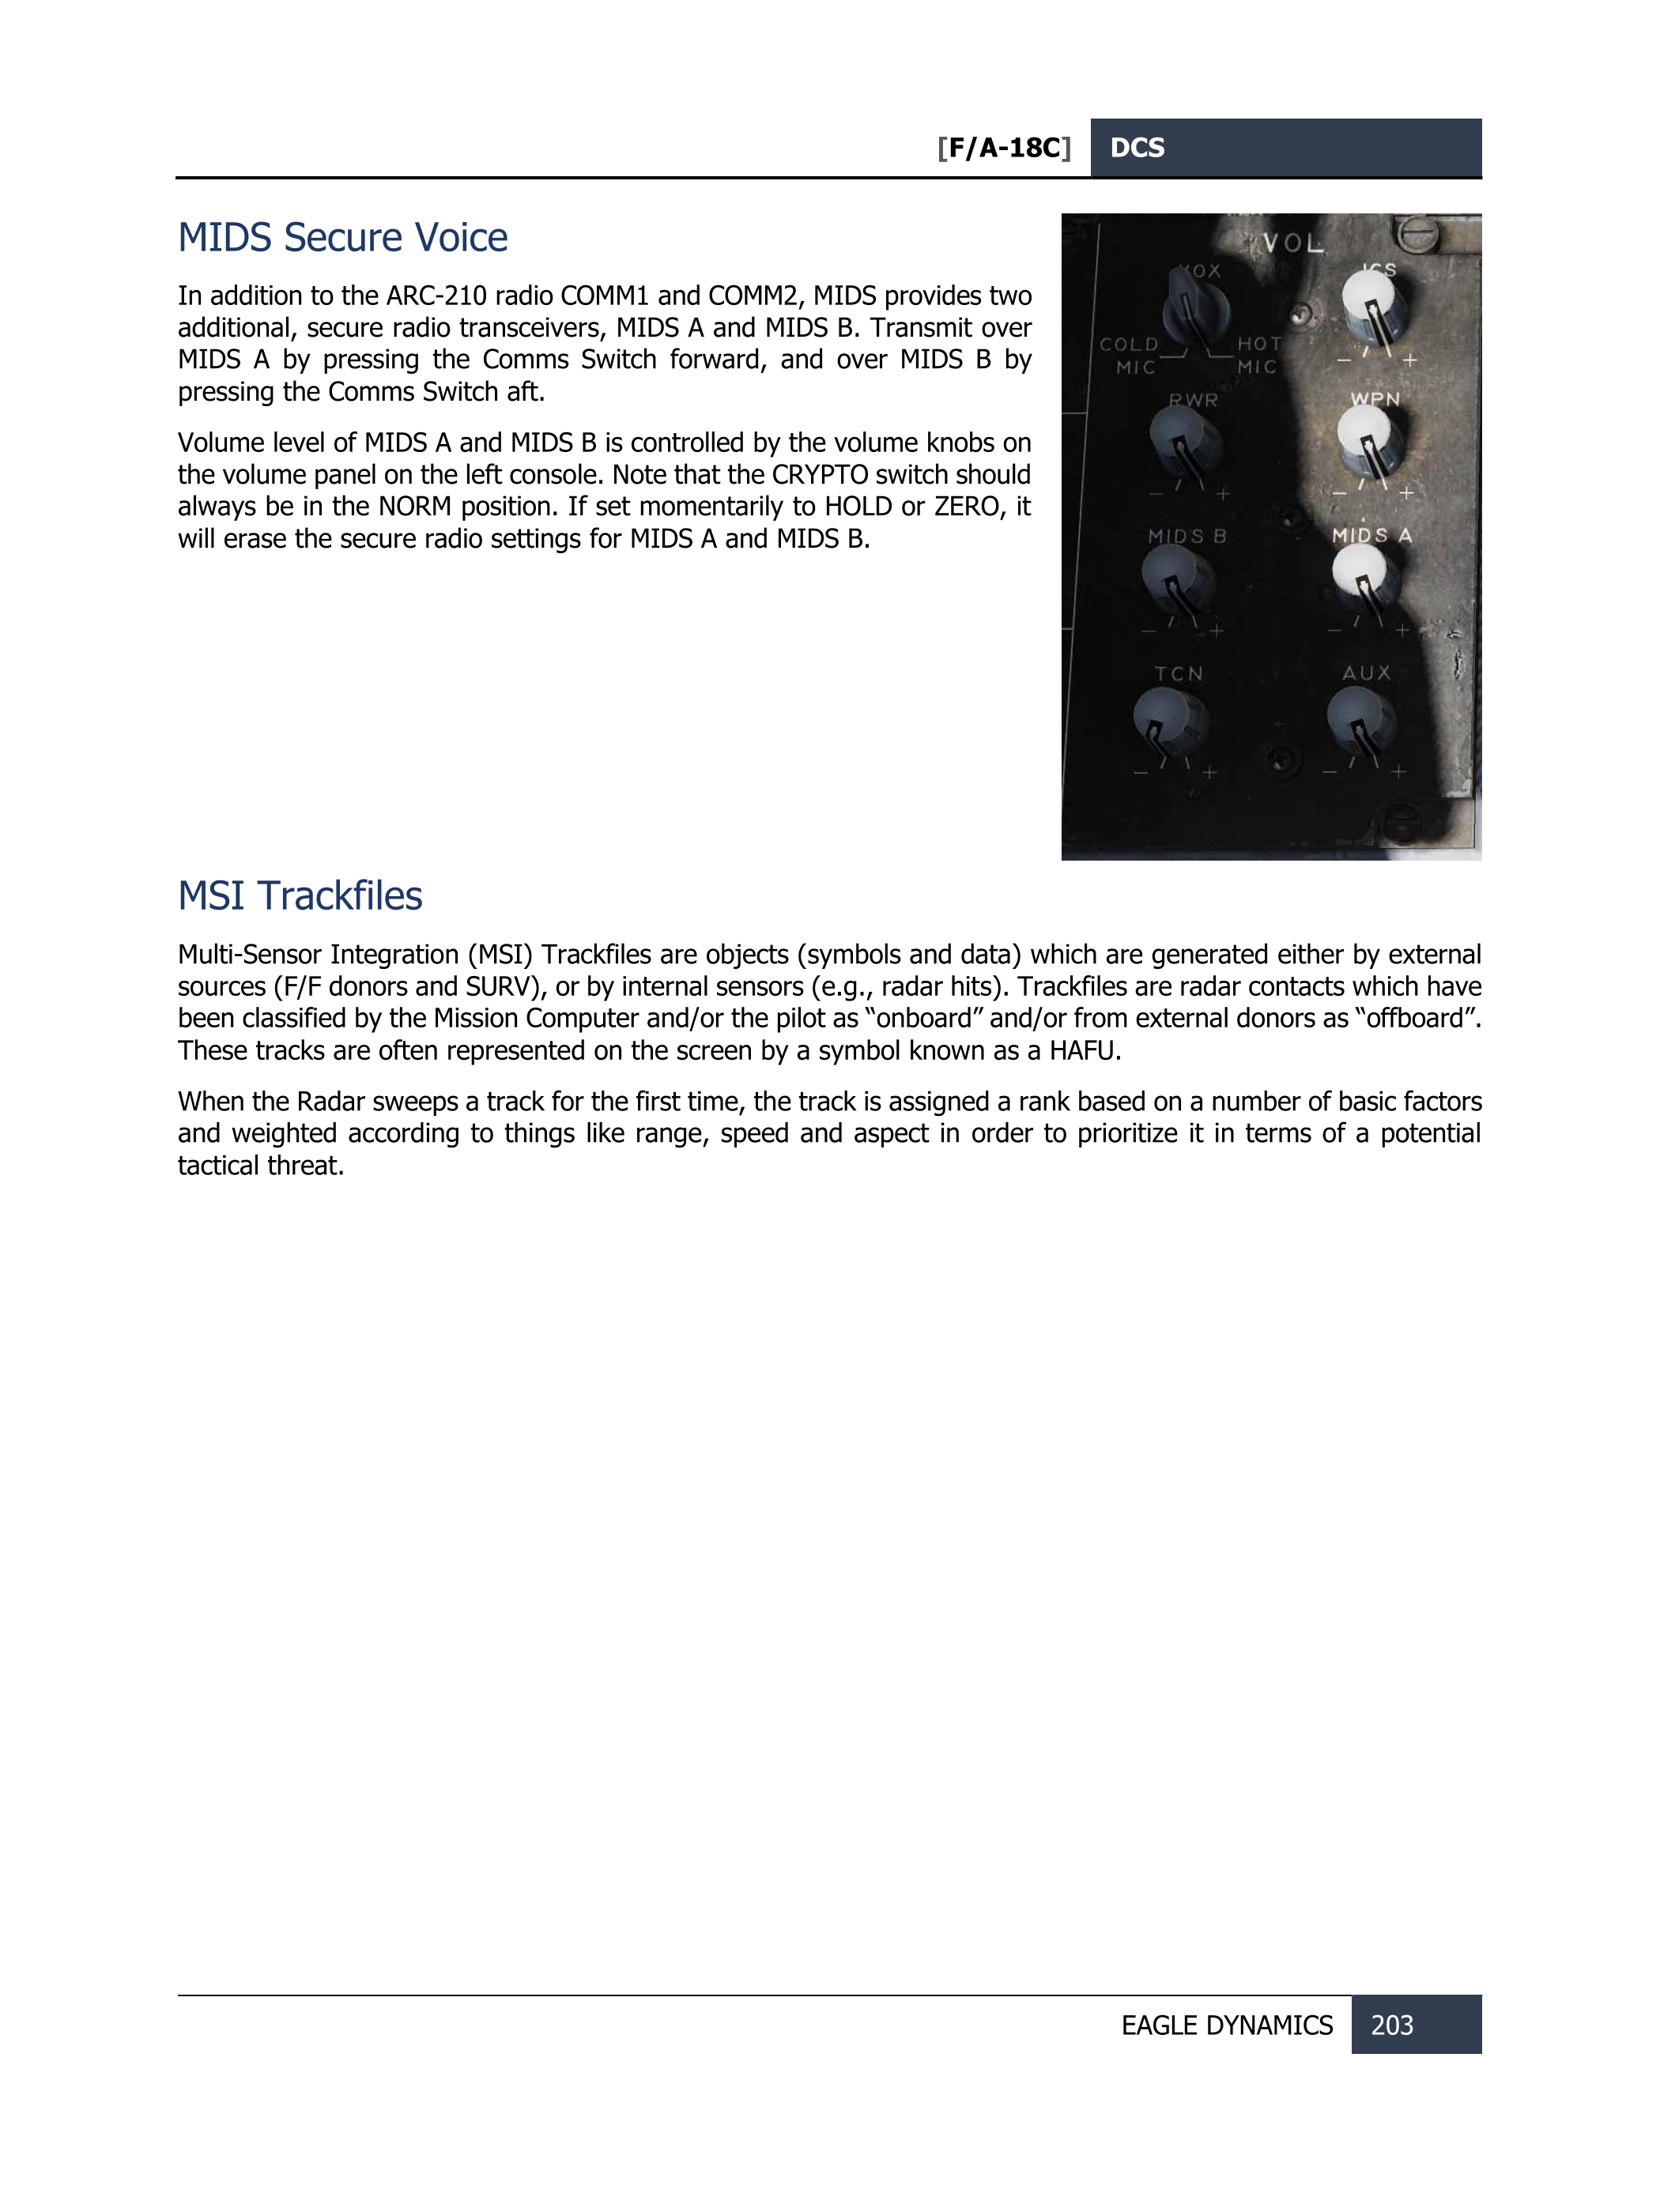 [F/A-18C] DCS
MIDS Secure Voice
In addition to the ARC-210 radio COMM1 and COMM2, MIDS provides two
additional, secure radio transceivers, MIDS A and MIDS B. Transmit over
MIDS A by pressing the Comms Switch forward, and over MIDS B by
pressing the Comms Switch aft.
Volume level of MIDS A and MIDS B is controlled by the volume knobs on
the volume panel on the left console. Note that the CRYPTO switch should
always be in the NORM position. If set momentarily to HOLD or ZERO, it
will erase the secure radio settings for MIDS A and MIDS B.
VOL
VOX ICS
COLD MIC HOT MIC - +
RWR WPN
- + - +
MIDS B MIDS A
- + - +
TCN AUX
- + - +
MSI Trackfiles
Multi-Sensor Integration (MSI) Trackfiles are objects (symbols and data) which are generated either by external
sources (F/F donors and SURV), or by internal sensors (e.g., radar hits). Trackfiles are radar contacts which have
been classified by the Mission Computer and/or the pilot as “onboard” and/or from external donors as “offboard”.
These tracks are often represented on the screen by a symbol known as a HAFU.
When the Radar sweeps a track for the first time, the track is assigned a rank based on a number of basic factors
and weighted according to things like range, speed and aspect in order to prioritize it in terms of a potential
tactical threat.
EAGLE DYNAMICS 203